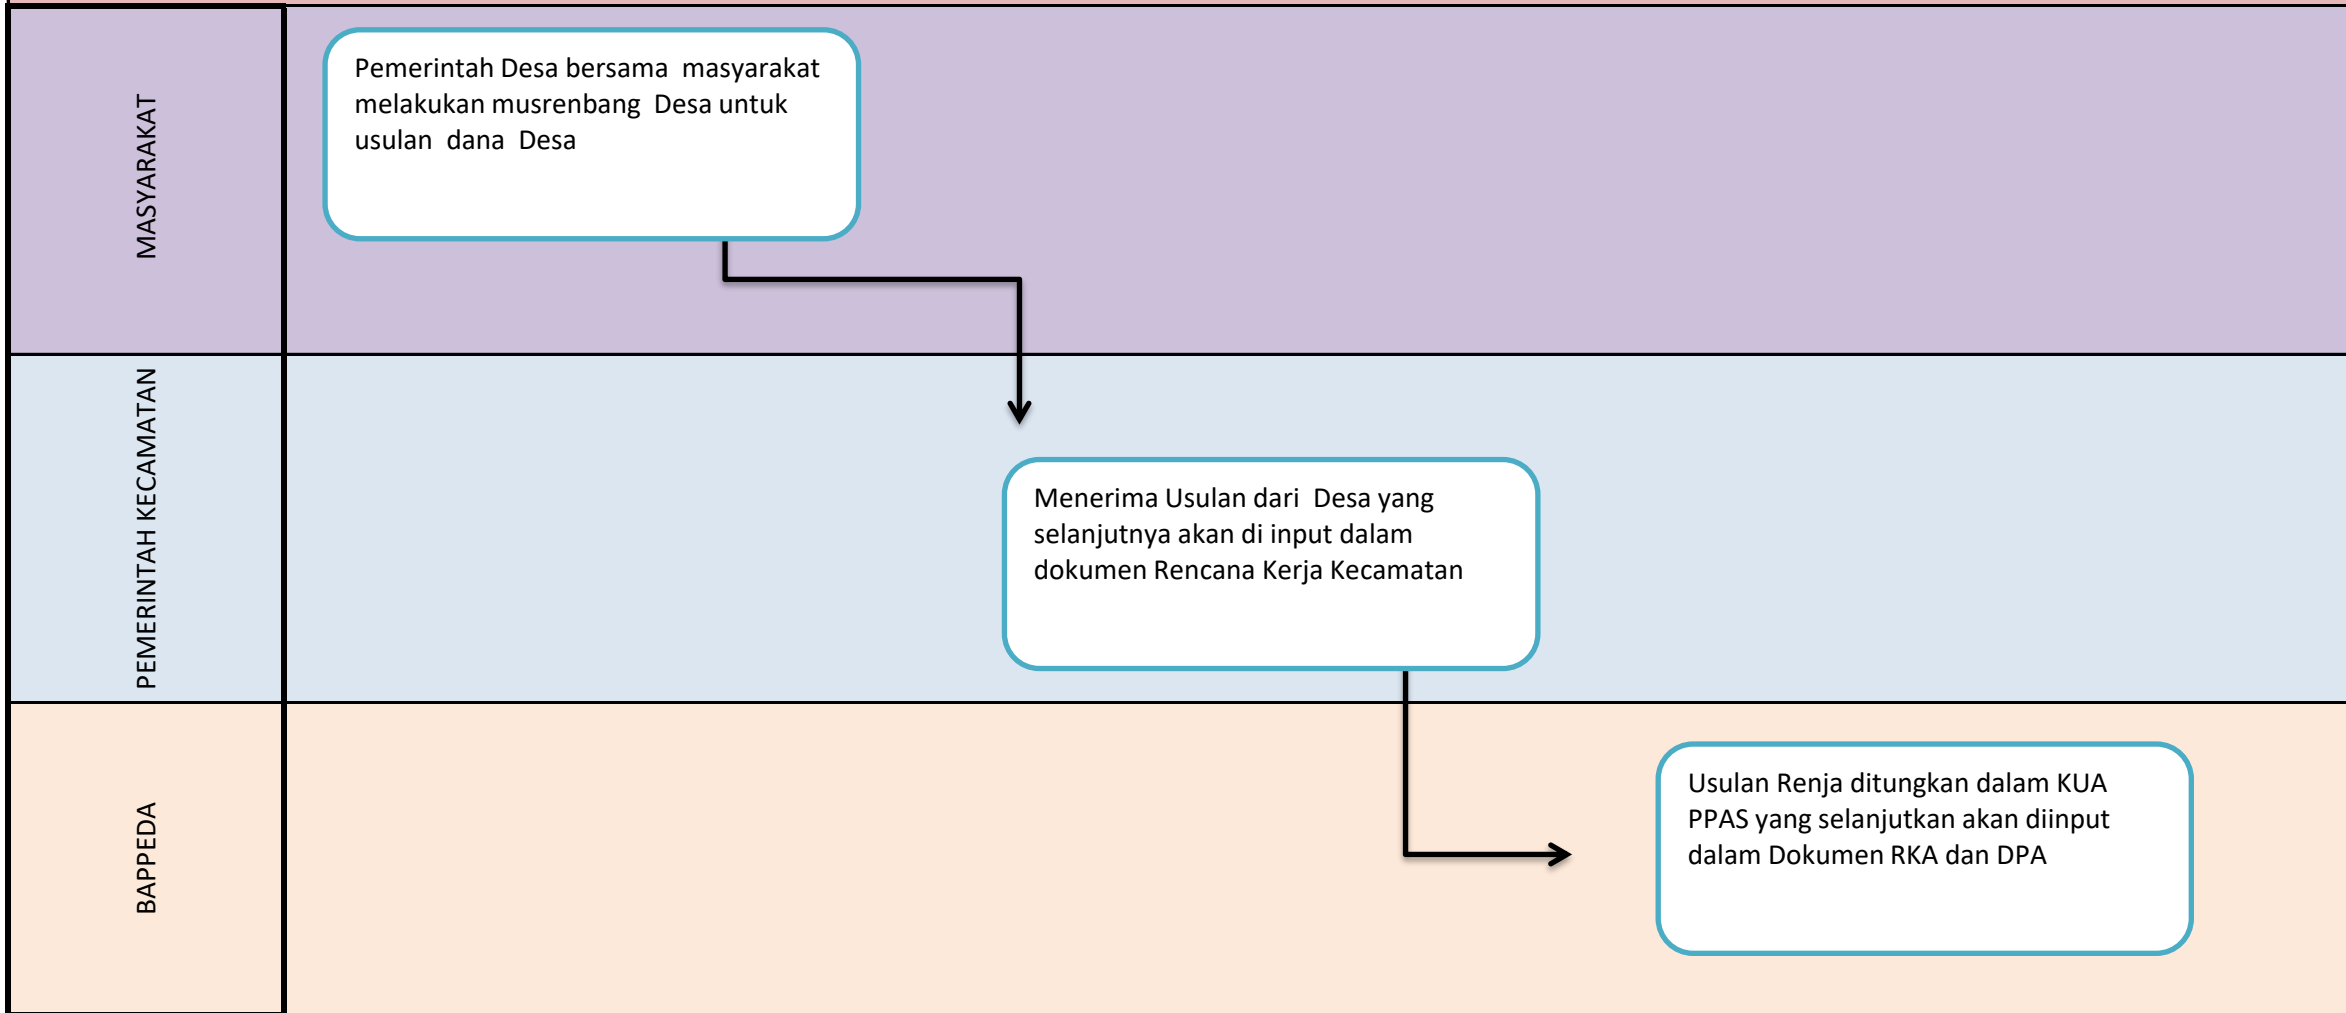 MASYARAKAT
Pemerintah Desa bersama masyarakat
melakukan musrenbang Desa untuk
usulan dana Desa
PEMERINTAH KECAMATAN
Menerima Usulan dari Desa yang
selanjutnya akan di input dalam
dokumen Rencana Kerja Kecamatan
BAPPEDA
Usulan Renja ditungkan dalam KUA
PPAS yang selanjutkan akan diinput
dalam Dokumen RKA dan DPA